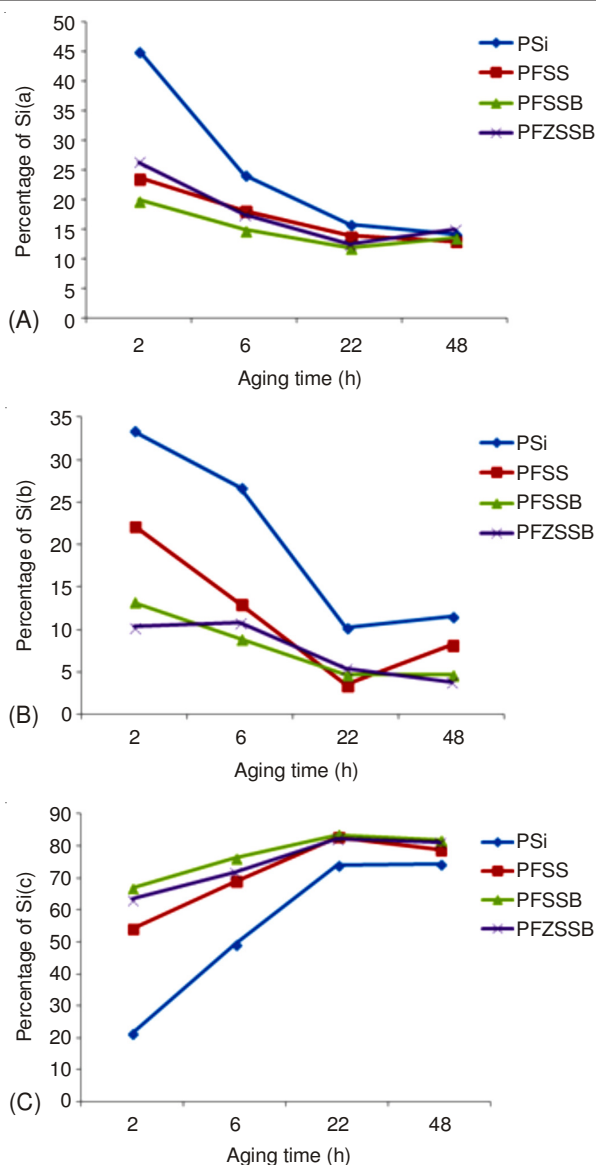 50
45
40
35
30
25
20
15
10
5
0
Percentage of Si(a)
PSi
PFSS
PFSSB
PFZSSB
(A)
2 6 22 48
Aging time (h)
35
30
25
20
15
10
5
0
Percentage of Si(b)
PSi
PFSS
PFSSB
PFZSSB
(B)
2 6 22 48
Aging time (h)
90
80
70
60
50
40
30
20
10
0
Percentage of Si(c)
PSi
PFSS
PFSSB
PFZSSB
(C)
2 6 22 48
Aging time (h)